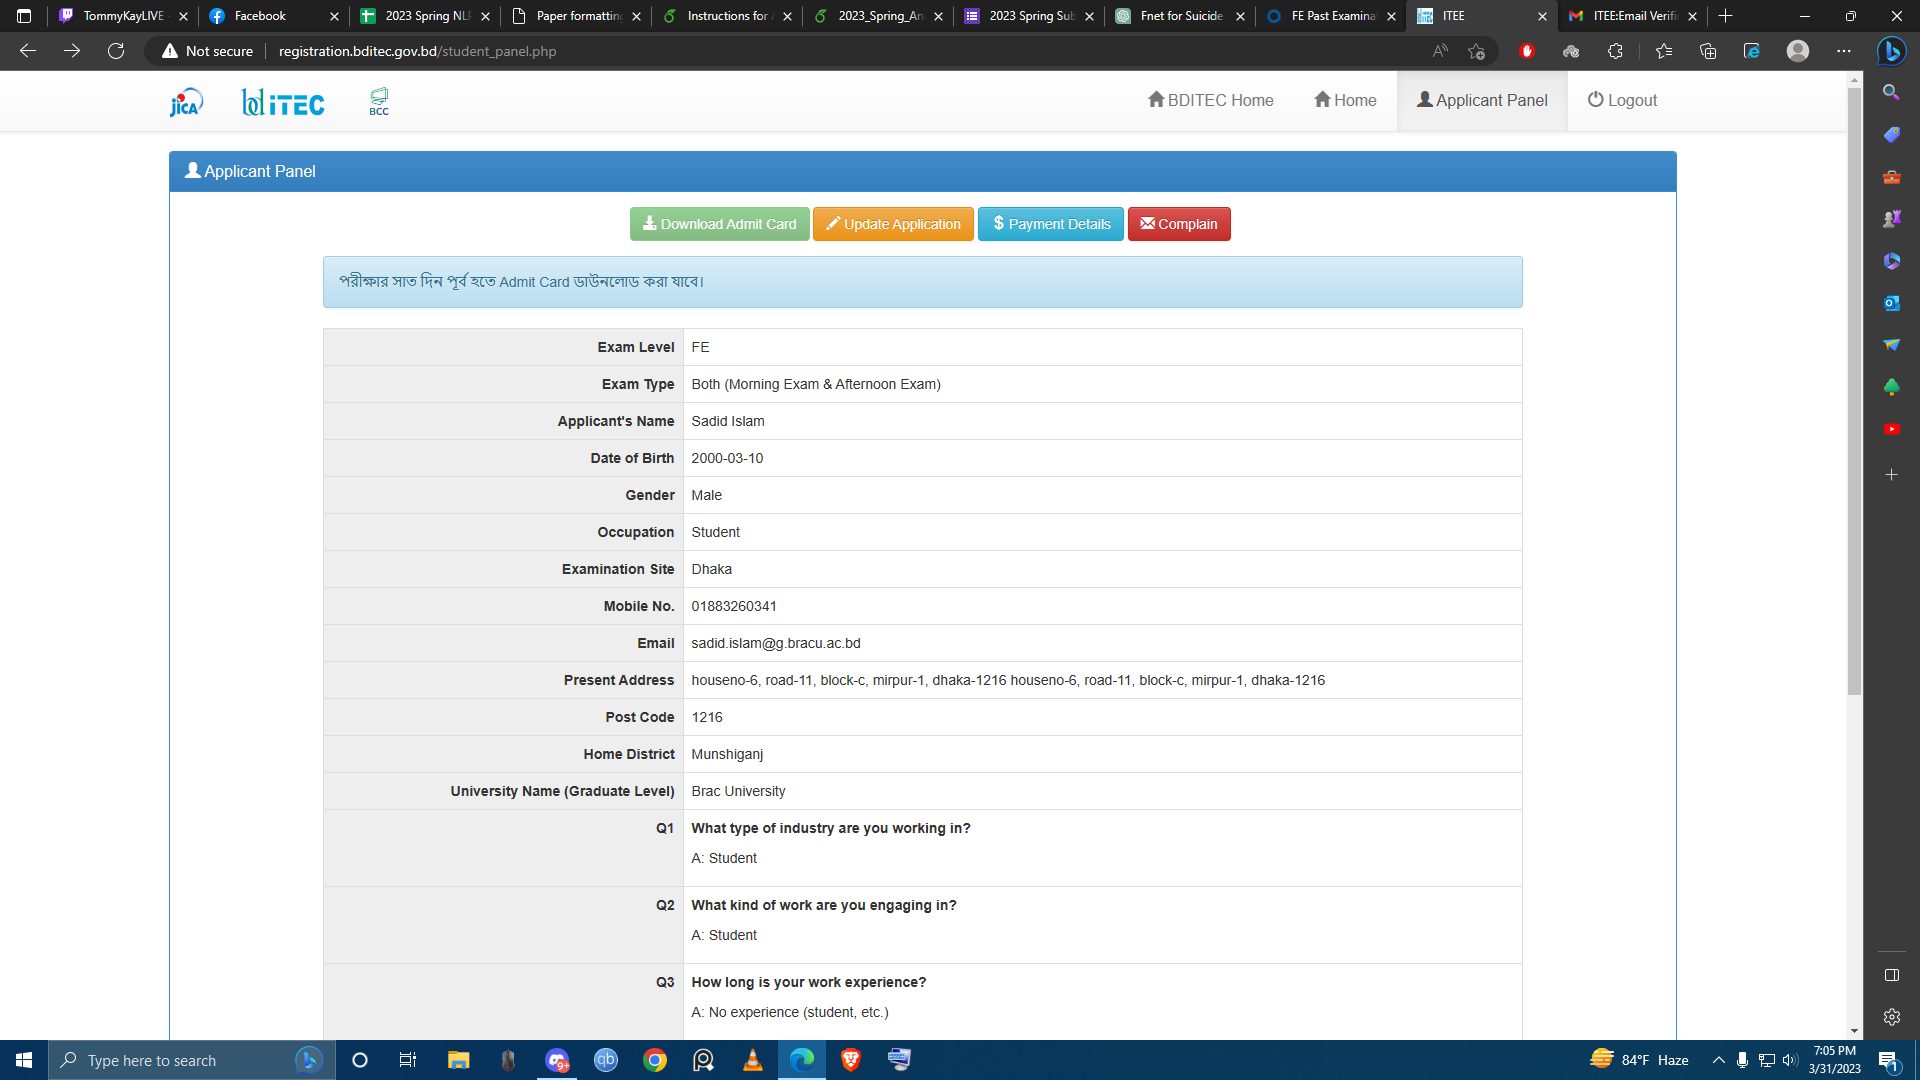 TommyKayLIVE
Facebook
2023 Spring NLP
Paper formatting
Instructions for
2023_Spring_An
2023 Spring Sub
Fnet for Suicide
FE Past Examina
ITEE
ITEE:Email Verifi
Not secure
registration.bditec.gov.bd/student_panel.php
JICA
bd iTEC
BCC
BDITEC Home
Home
Applicant Panel
Logout
Applicant Panel
Download Admit Card
Update Application
$ Payment Details
Complain
পরীক্ষার সাত দিন পূর্ব হতে Admit Card ডাউনলোড করা যাবে।
Exam Level FE
Exam Type Both (Morning Exam & Afternoon Exam)
Applicant's Name Sadid Islam
Date of Birth 2000-03-10
Gender Male
Occupation Student
Examination Site Dhaka
Mobile No. 01883260341
Email sadid.islam@g.bracu.ac.bd
Present Address houseno-6, road-11, block-c, mirpur-1, dhaka-1216 houseno-6, road-11, block-c, mirpur-1, dhaka-1216
Post Code 1216
Home District Munshiganj
University Name (Graduate Level) Brac University
Q1 What type of industry are you working in?
A: Student
Q2 What kind of work are you engaging in?
A: Student
Q3 How long is your work experience?
A: No experience (student, etc.)
Type here to search
9+
qb
84°F Haze
7:05 PM
3/31/2023
1